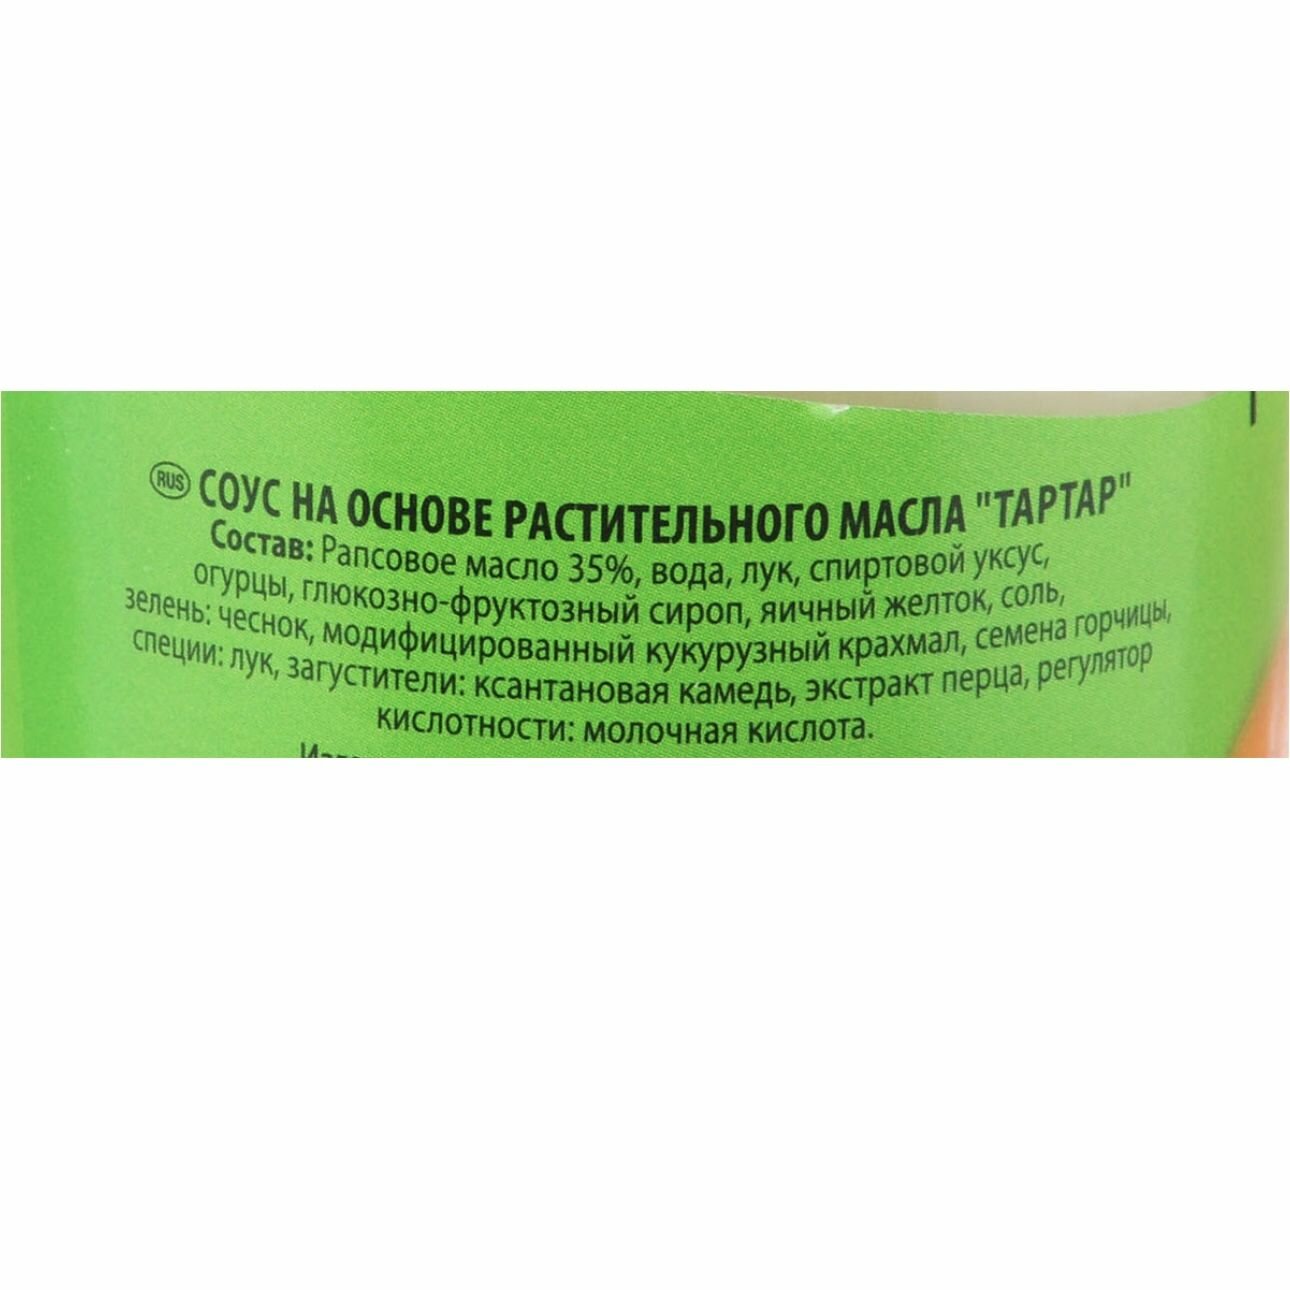 RUS СОУС НА ОСНОВЕ РАСТИТЕЛЬНОГО МАСЛА "ТАРТАР"
Состав: Рапсовое масло 35%, вода, лук, спиртовой уксус,
огурцы, глюкозно-фруктозный сироп, яичный желток, соль,
зелень: чеснок, модифицированный кукурузный крахмал, семена горчицы,
специи: лук, загустители: ксантановая камедь, экстракт перца, регулятор
кислотности: молочная кислота.